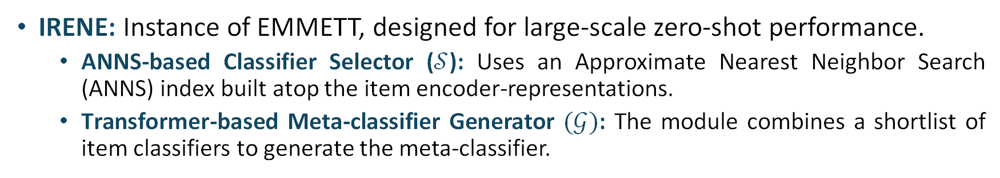 • IRENE: Instance of EMMETT, designed for large-scale zero-shot performance.
• ANNS-based Classifier Selector (𝒮): Uses an Approximate Nearest Neighbor Search
(ANNS) index built atop the item encoder-representations.
• Transformer-based Meta-classifier Generator (𝒢): The module combines a shortlist of
item classifiers to generate the meta-classifier.